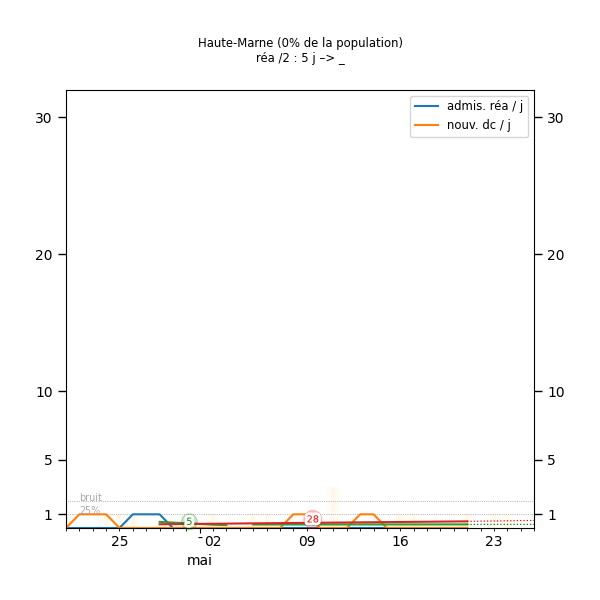 Haute-Marne (0% de la population)
réa /2 : 5 j –> _
admis. réa / j
nouv. dc / j
30 30
20 20
10 10
5 5
bruit
25%
1 5 28 1
25 - 02 09 16 23
mai